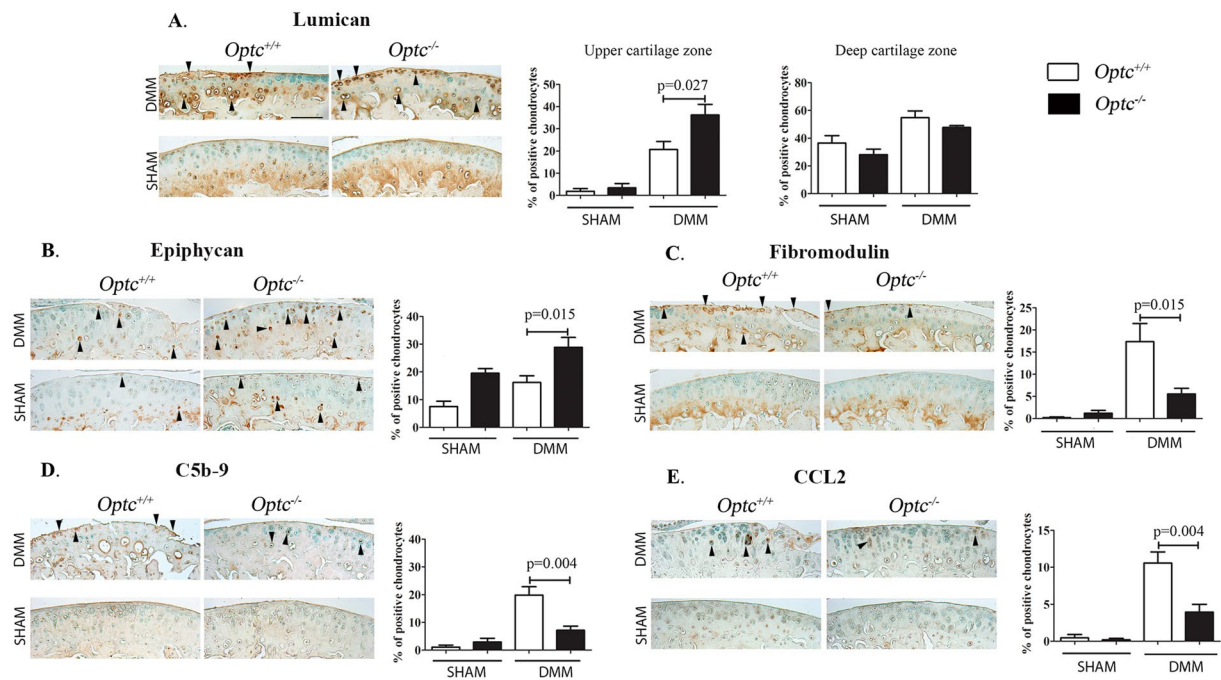 A. Lumican
Optc+/+ Optc-/-
DMM
SHAM
Upper cartilage zone
% of positive chondrocytes
50
40
30
20
10
0
p=0.027
SHAM DMM
Deep cartilage zone
% of positive chondrocytes
80
60
40
20
0
SHAM DMM
Optc+/+
Optc-/-
B. Epiphycan
Optc+/+ Optc-/-
DMM
SHAM
% of positive chondrocytes
40
30
20
10
0
p=0.015
SHAM DMM
C. Fibromodulin
Optc+/+ Optc-/-
DMM
SHAM
% of positive chondrocytes
25
20
15
10
5
0
p=0.015
SHAM DMM
D. C5b-9
Optc+/+ Optc-/-
DMM
SHAM
% of positive chondrocytes
40
30
20
10
0
p=0.004
SHAM DMM
E. CCL2
Optc+/+ Optc-/-
DMM
SHAM
% of positive chondrocytes
15
10
5
0
p=0.004
SHAM DMM